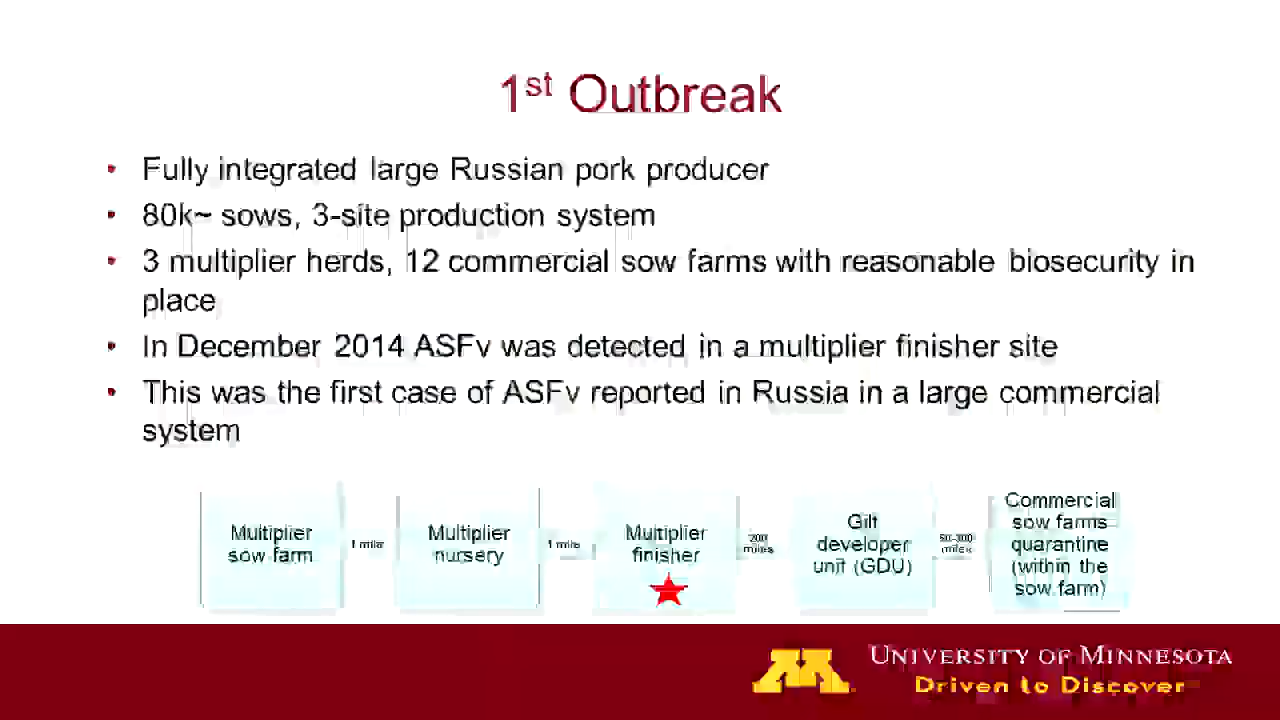 1st Outbreak
• Fully integrated large Russian pork producer
• 80k~ sows, 3-site production system
• 3 multiplier herds, 12 commercial sow farms with reasonable biosecurity in
place
• In December 2014 ASFv was detected in a multiplier finisher site
• This was the first case of ASFv reported in Russia in a large commercial
system
Multiplier
sow farm
1 mile
Multiplier
nursery
1 mile
Multiplier
finisher
200
miles
Gilt
developer
unit (GDU)
50-300
miles
Commercial
sow farms
quarantine
(within the
sow farm)
UNIVERSITY OF MINNESOTA
Driven to Discover